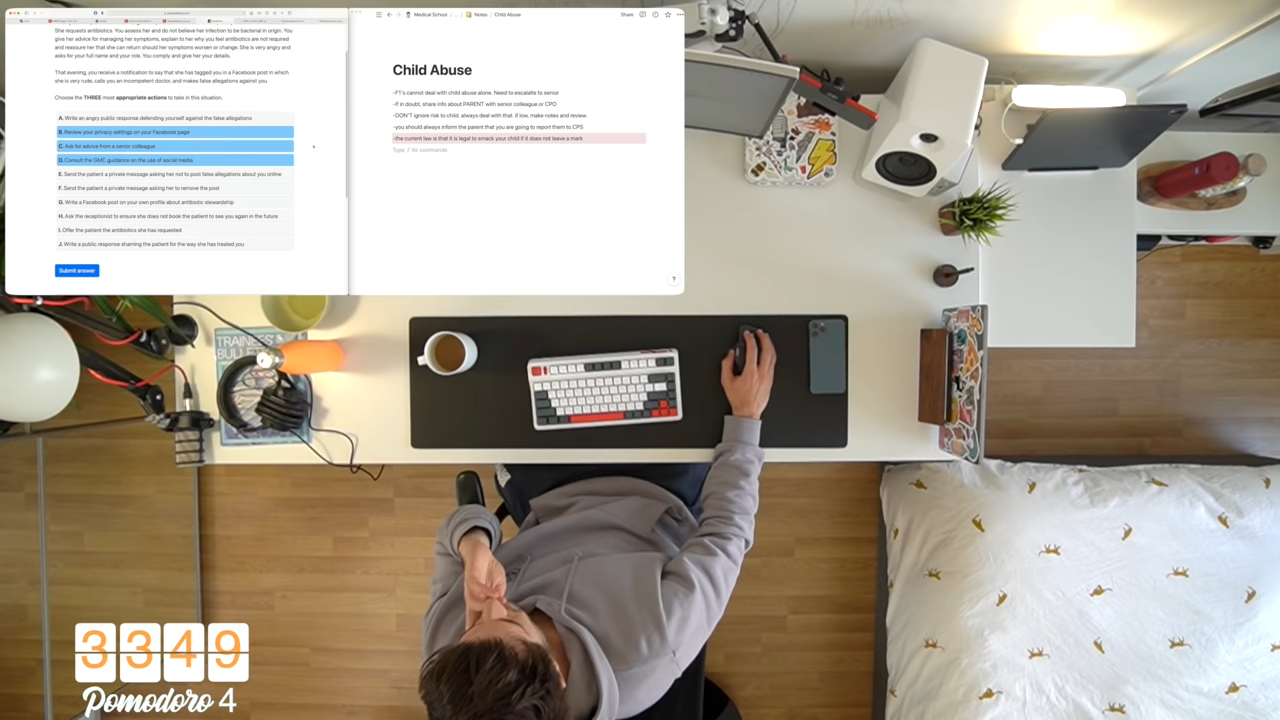 She requests antibiotics. You assess her and do not believe her infection to be bacterial in origin. You
give her advice for managing her symptoms, explain to her why you feel antibiotics are not required
and reassure her that she can return should her symptoms worsen or change. She is very angry and
asks for your full name and your role. You comply and give her your details.
That evening, you receive a notification to say that she has tagged you in a Facebook post in which
she is very rude, calls you an incompetent doctor, and makes false allegations against you.
Choose the THREE most appropriate actions to take in this situation.
A. Write an angry public response defending yourself against the false allegations
B. Review your privacy settings on your Facebook page
C. Ask for advice from a senior colleague
D. Consult the GMC guidance on the use of social media
E. Send the patient a private message asking her not to post false allegations about you online
F. Send the patient a private message asking her to remove the post
G. Write a Facebook post on your own profile about antibiotic stewardship
H. Ask the receptionist to ensure she does not book the patient to see you again in the future
I. Offer the patient the antibiotics she has requested
J. Write a public response shaming the patient for the way she has treated you
Submit answer
Medical School / ... / Notes / Child Abuse
Share
Child Abuse
-F1's cannot deal with child abuse alone. Need to escalate to senior
-If in doubt, share info about PARENT with senior colleague or CPO
-DON'T ignore risk to child. always deal with that. if low, make notes and review.
-you should always inform the parent that you are going to report them to CPS
-the current law is that it is legal to smack your child if it does not leave a mark
Type '/' for commands
?
TRAINEES'
BULLET
3349
Pomodoro 4